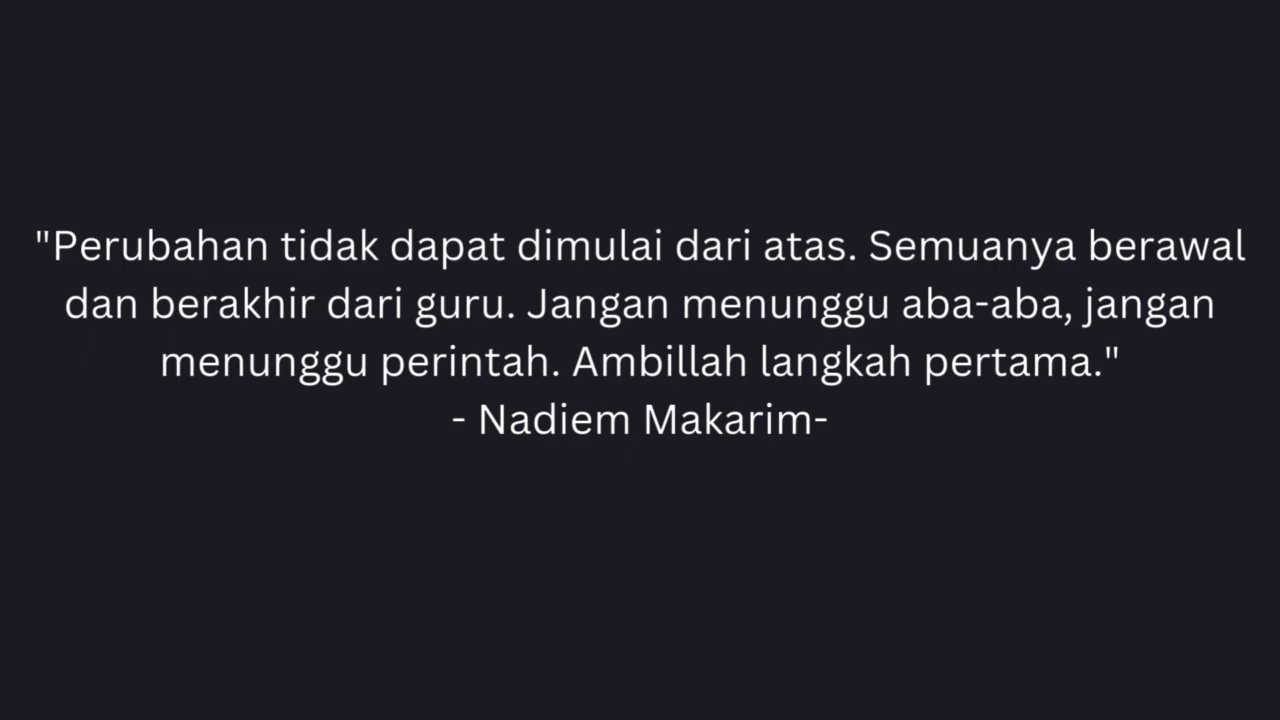 "Perubahan tidak dapat dimulai dari atas. Semuanya berawal
dan berakhir dari guru. Jangan menunggu aba-aba, jangan
menunggu perintah. Ambillah langkah pertama."
- Nadiem Makarim-